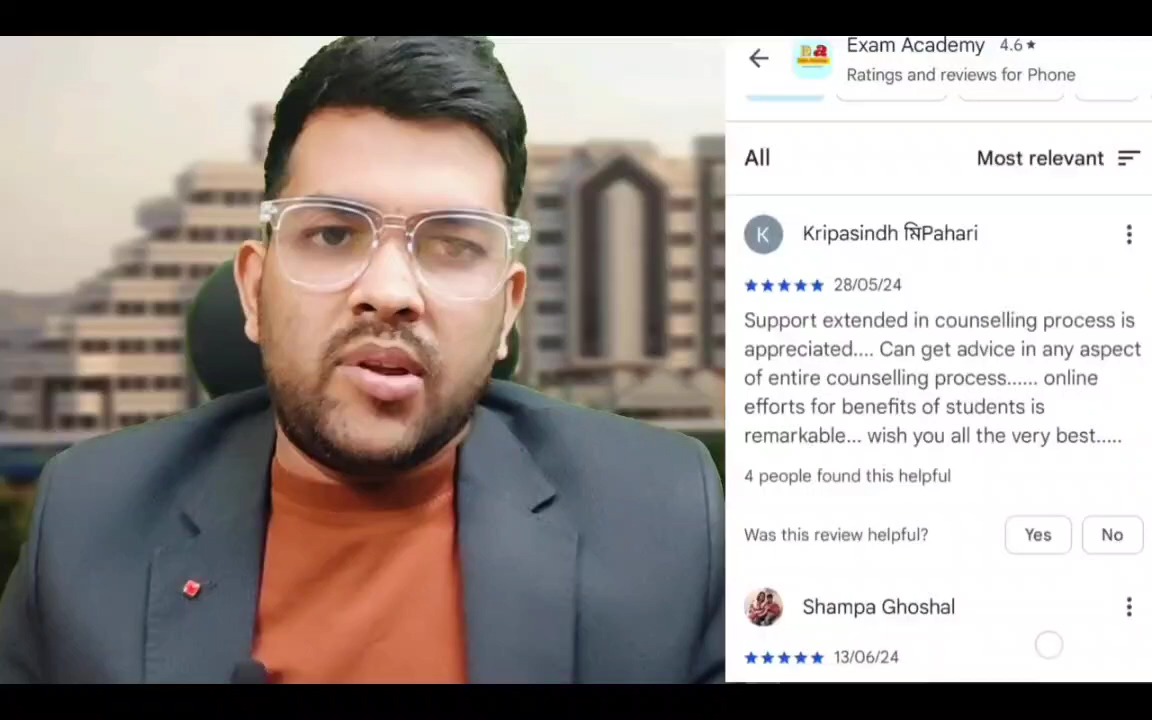 Exam Academy 4.6★
Ratings and reviews for Phone
All
Most relevant
K
Kripasindh মিPahari
★★★★★ 28/05/24
Support extended in counselling process is
appreciated.... Can get advice in any aspect
of entire counselling process...... online
efforts for benefits of students is
remarkable... wish you all the very best.....
4 people found this helpful
Was this review helpful?
Yes
No
Shampa Ghoshal
★★★★★ 13/06/24